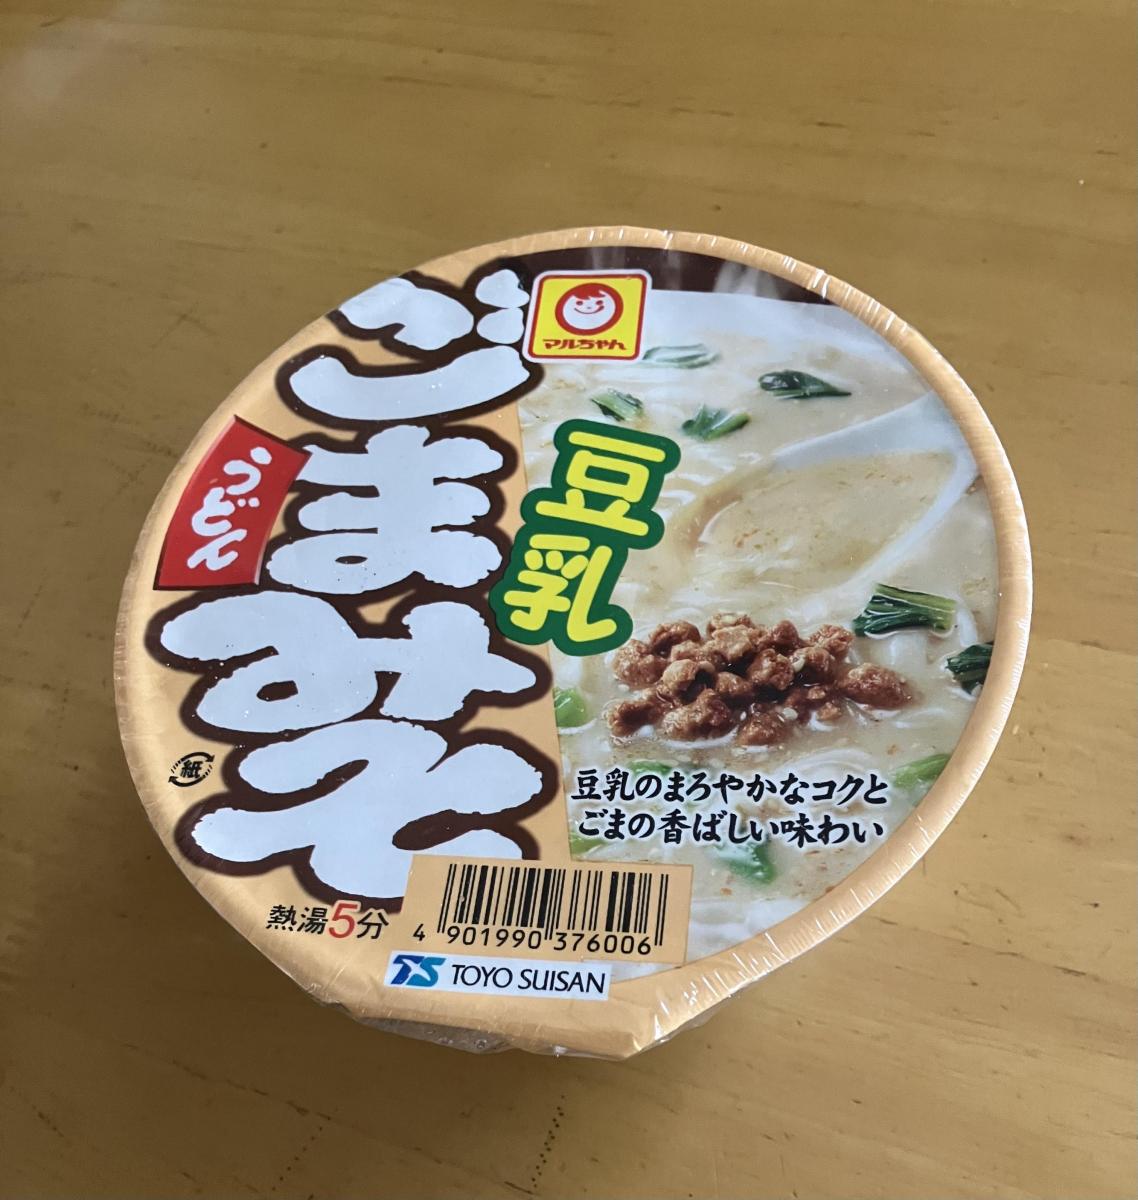 マルちゃん
ごまみそ
うどん
豆乳
豆乳のまろやかなコクと
ごまの香ばしい味わい
紙
熱湯5分
4 901990 376006
TS TOYO SUISAN